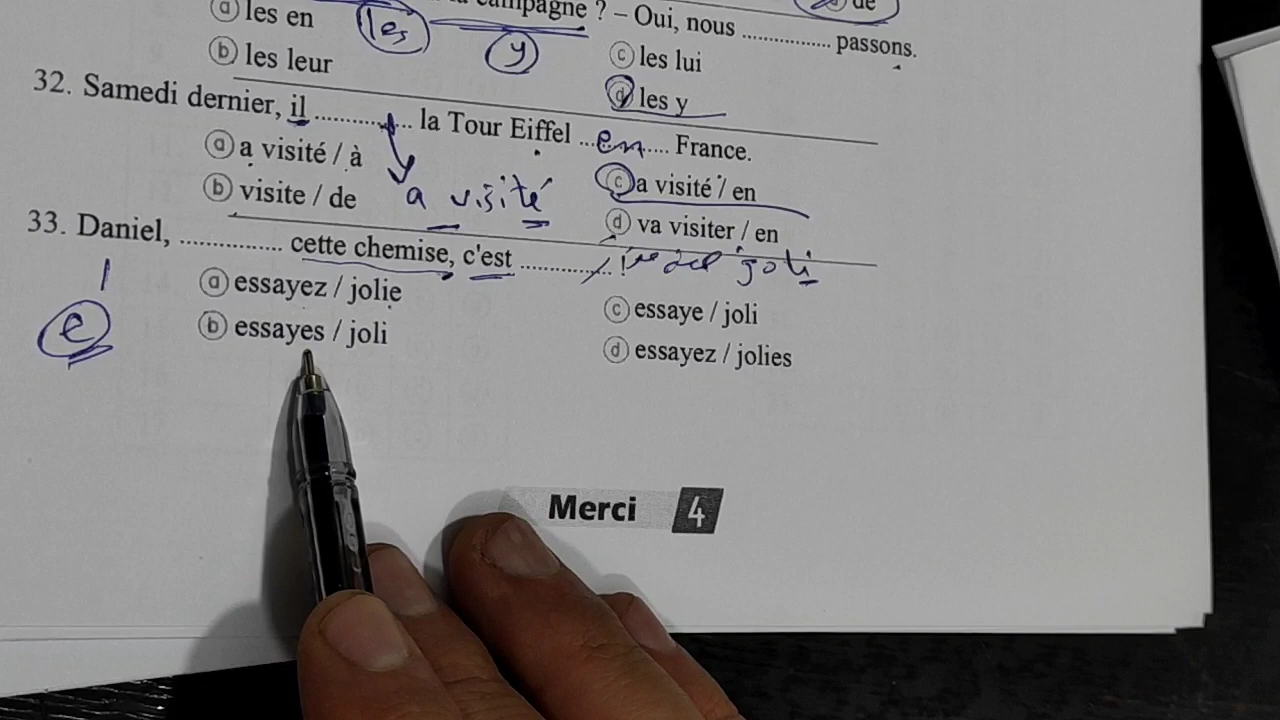 campagne ? – Oui, nous ................ passons.
ⓐ les en les y de
ⓑ les leur ⓒ les lui
ⓓ les y
32. Samedi dernier, il .................. la Tour Eiffel ... en ..... France.
ⓐ a visité / à ⓒ a visité / en
ⓑ visite / de a visité ⓓ va visiter / en
33. Daniel, ................ cette chemise, c'est ................ joli
ⓐ essayez / jolie ⓒ essaye / joli
ⓑ essayes / joli ⓓ essayez / jolies
e
Merci 4